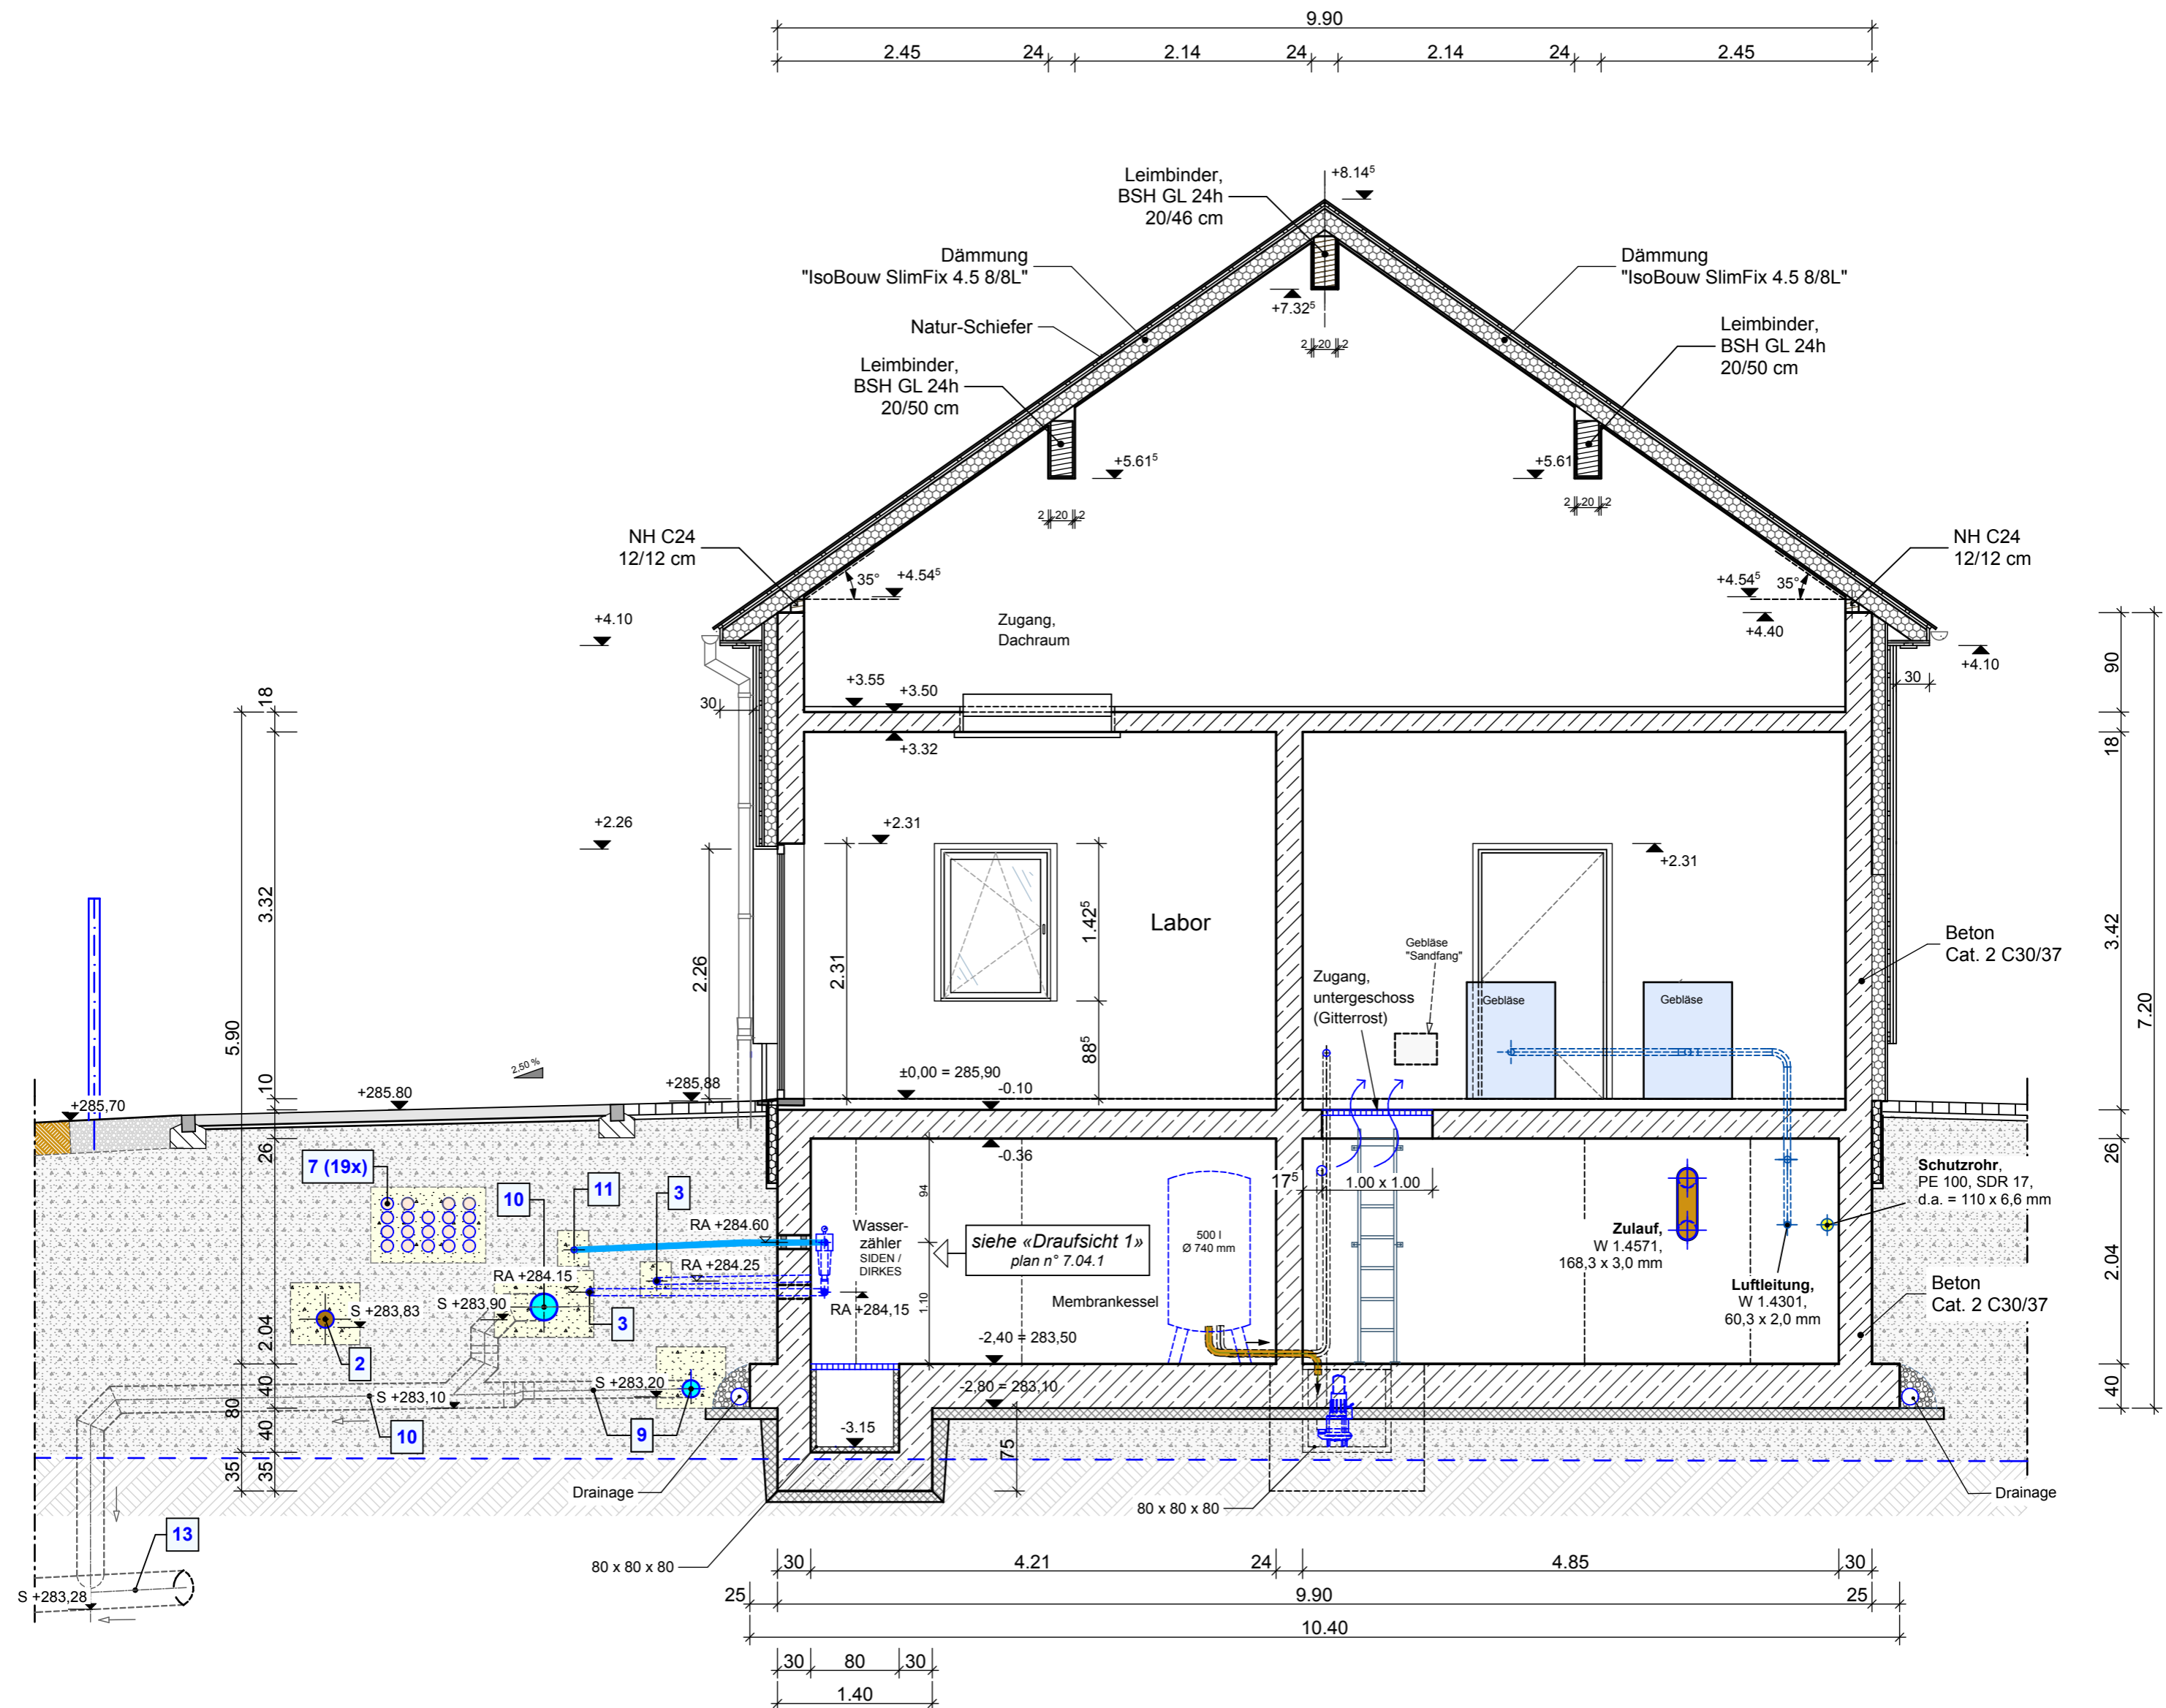 9.90
2.45 24 2.14 24 2.14 24 2.45
Leimbinder,
BSH GL 24h
20/46 cm
+8.14⁵
Dämmung
"IsoBouw SlimFix 4.5 8/8L"
Dämmung
"IsoBouw SlimFix 4.5 8/8L"
+7.32⁵
Natur-Schiefer
Leimbinder,
BSH GL 24h
20/50 cm
Leimbinder,
BSH GL 24h
20/50 cm
2 20 2
+5.61⁵
+5.61
2 20 2
2 20 2
NH C24
12/12 cm
NH C24
12/12 cm
35°
+4.54⁵
+4.54⁵
35°
+4.10
+4.40
+4.10
Zugang,
Dachraum
30
30
+3.55
+3.50
+3.32
18
3.32
5.90
10
26
2.04
40
80
40
35
35
90
18
3.42
7.20
26
2.04
40
+2.26
+2.31
+2.31
2.26
2.31
1.42⁵
88⁵
Labor
Gebläse
"Sandfang"
Zugang,
untergeschoss
(Gitterrost)
Gebläse
Gebläse
Beton
Cat. 2 C30/37
2,50 %
+285,70
+285.80
+285,88
±0,00 = 285,90
-0.10
-0.36
7 (19x)
10
11
3
RA +284.60
RA +284.25
RA +284.15
94
1.10
Wasser-
zähler
SIDEN /
DIRKES
RA +284,15
siehe «Draufsicht 1»
plan n° 7.04.1
Membrankessel
500 l
Ø 740 mm
17⁵
1.00 x 1.00
Zulauf,
W 1.4571,
168,3 x 3,0 mm
Luftleitung,
W 1.4301,
60,3 x 2,0 mm
Schutzrohr,
PE 100, SDR 17,
d.a. = 110 x 6,6 mm
Beton
Cat. 2 C30/37
S +283,83
S +283,90
2
3
-2,40 = 283,50
-2,80 = 283,10
S +283,20
S +283,10
10
9
-3.15
75
Drainage
Drainage
80 x 80 x 80
80 x 80 x 80
13
S +283,28
30 4.21 24 4.85 30
25 9.90 25
10.40
30 80 30
1.40